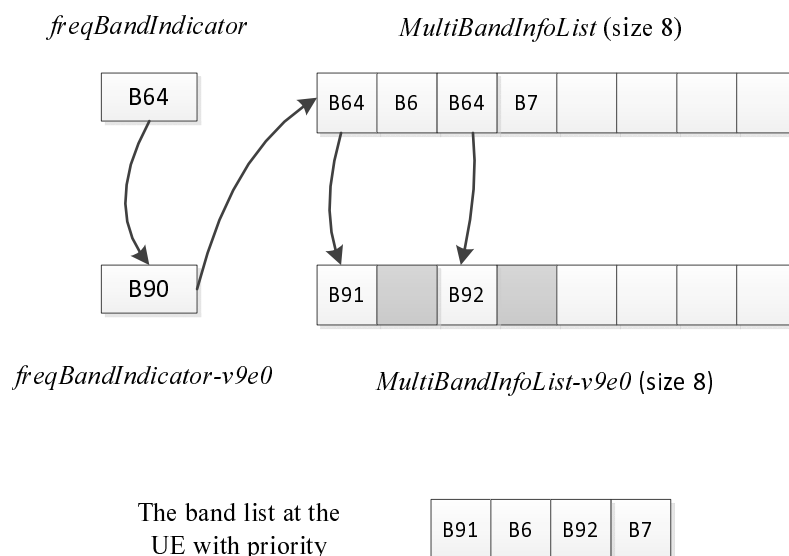 freqBandIndicator
MultiBandInfoList (size 8)
B64
B64 B6 B64 B7
B90
B91 B92
freqBandIndicator-v9e0
MultiBandInfoList-v9e0 (size 8)
The band list at the
UE with priority
B91 B6 B92 B7